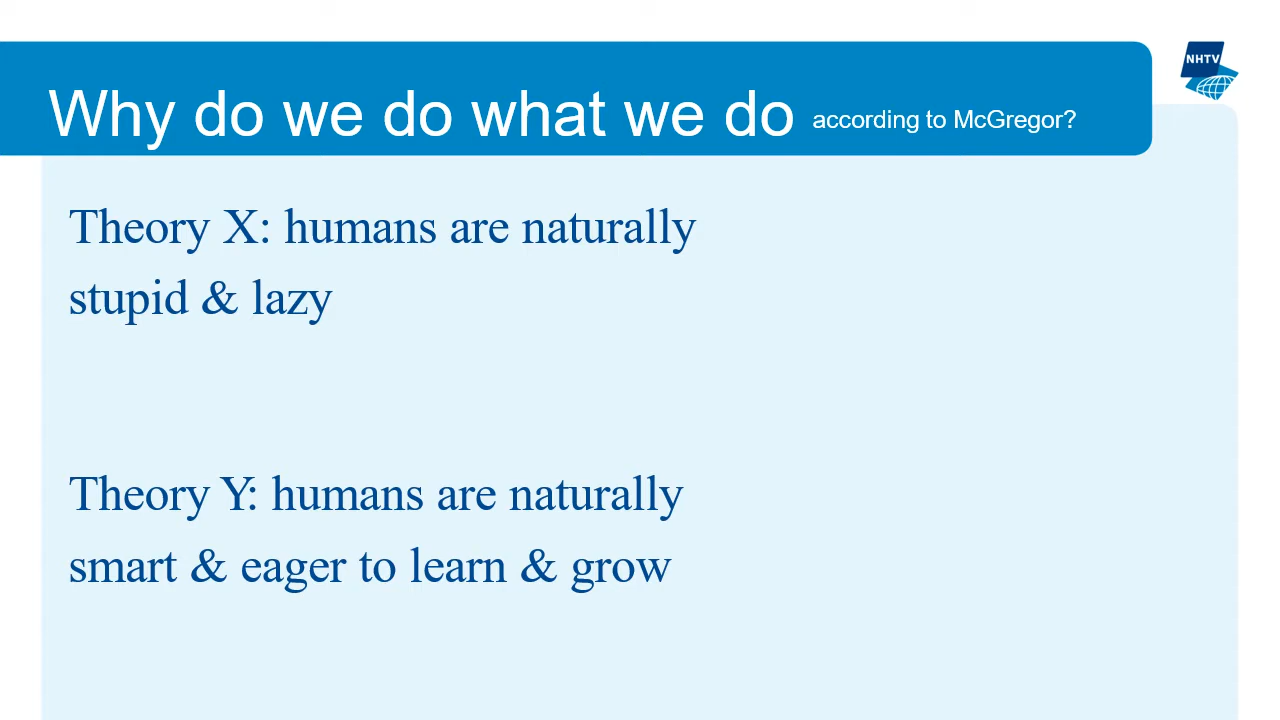 NHTV
Why do we do what we do according to McGregor?
Theory X: humans are naturally
stupid & lazy
Theory Y: humans are naturally
smart & eager to learn & grow